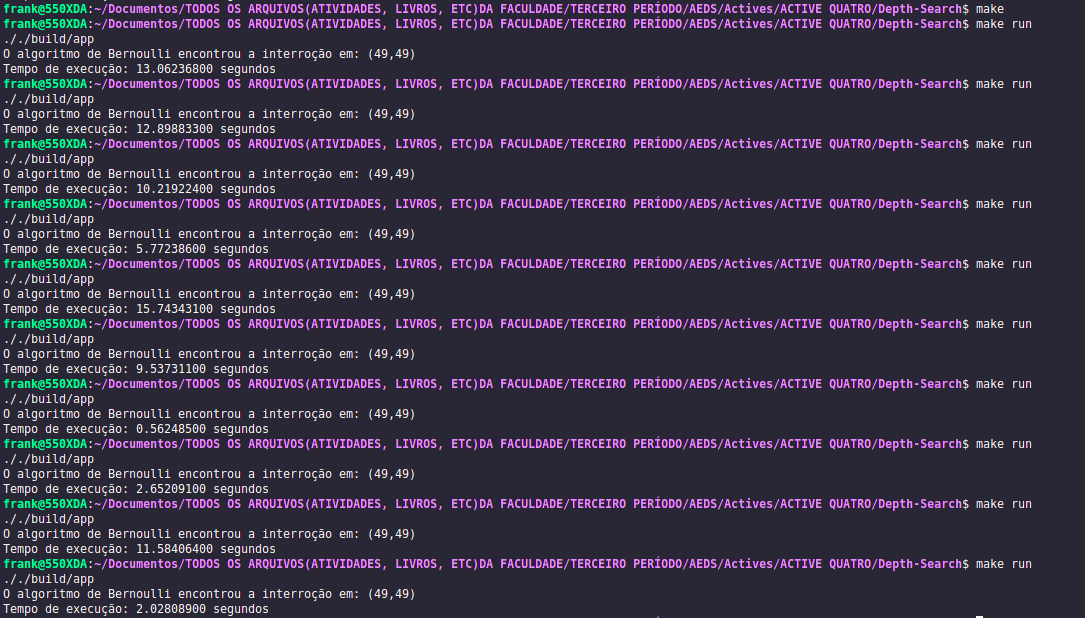 frank@550XDA:~/Documentos/TODOS OS ARQUIVOS(ATIVIDADES, LIVROS, ETC)DA FACULDADE/TERCEIRO PERÍODO/AEDS/Actives/ACTIVE QUATRO/Depth-Search$ make
frank@550XDA:~/Documentos/TODOS OS ARQUIVOS(ATIVIDADES, LIVROS, ETC)DA FACULDADE/TERCEIRO PERÍODO/AEDS/Actives/ACTIVE QUATRO/Depth-Search$ make run
././build/app
O algoritmo de Bernoulli encontrou a interroção em: (49,49)
Tempo de execução: 13.06236800 segundos
frank@550XDA:~/Documentos/TODOS OS ARQUIVOS(ATIVIDADES, LIVROS, ETC)DA FACULDADE/TERCEIRO PERÍODO/AEDS/Actives/ACTIVE QUATRO/Depth-Search$ make run
././build/app
O algoritmo de Bernoulli encontrou a interroção em: (49,49)
Tempo de execução: 12.89883300 segundos
frank@550XDA:~/Documentos/TODOS OS ARQUIVOS(ATIVIDADES, LIVROS, ETC)DA FACULDADE/TERCEIRO PERÍODO/AEDS/Actives/ACTIVE QUATRO/Depth-Search$ make run
././build/app
O algoritmo de Bernoulli encontrou a interroção em: (49,49)
Tempo de execução: 10.21922400 segundos
frank@550XDA:~/Documentos/TODOS OS ARQUIVOS(ATIVIDADES, LIVROS, ETC)DA FACULDADE/TERCEIRO PERÍODO/AEDS/Actives/ACTIVE QUATRO/Depth-Search$ make run
././build/app
O algoritmo de Bernoulli encontrou a interroção em: (49,49)
Tempo de execução: 5.77238600 segundos
frank@550XDA:~/Documentos/TODOS OS ARQUIVOS(ATIVIDADES, LIVROS, ETC)DA FACULDADE/TERCEIRO PERÍODO/AEDS/Actives/ACTIVE QUATRO/Depth-Search$ make run
././build/app
O algoritmo de Bernoulli encontrou a interroção em: (49,49)
Tempo de execução: 15.74343100 segundos
frank@550XDA:~/Documentos/TODOS OS ARQUIVOS(ATIVIDADES, LIVROS, ETC)DA FACULDADE/TERCEIRO PERÍODO/AEDS/Actives/ACTIVE QUATRO/Depth-Search$ make run
././build/app
O algoritmo de Bernoulli encontrou a interroção em: (49,49)
Tempo de execução: 9.53731100 segundos
frank@550XDA:~/Documentos/TODOS OS ARQUIVOS(ATIVIDADES, LIVROS, ETC)DA FACULDADE/TERCEIRO PERÍODO/AEDS/Actives/ACTIVE QUATRO/Depth-Search$ make run
././build/app
O algoritmo de Bernoulli encontrou a interroção em: (49,49)
Tempo de execução: 0.56248500 segundos
frank@550XDA:~/Documentos/TODOS OS ARQUIVOS(ATIVIDADES, LIVROS, ETC)DA FACULDADE/TERCEIRO PERÍODO/AEDS/Actives/ACTIVE QUATRO/Depth-Search$ make run
././build/app
O algoritmo de Bernoulli encontrou a interroção em: (49,49)
Tempo de execução: 2.65209100 segundos
frank@550XDA:~/Documentos/TODOS OS ARQUIVOS(ATIVIDADES, LIVROS, ETC)DA FACULDADE/TERCEIRO PERÍODO/AEDS/Actives/ACTIVE QUATRO/Depth-Search$ make run
././build/app
O algoritmo de Bernoulli encontrou a interroção em: (49,49)
Tempo de execução: 11.58406400 segundos
frank@550XDA:~/Documentos/TODOS OS ARQUIVOS(ATIVIDADES, LIVROS, ETC)DA FACULDADE/TERCEIRO PERÍODO/AEDS/Actives/ACTIVE QUATRO/Depth-Search$ make run
././build/app
O algoritmo de Bernoulli encontrou a interroção em: (49,49)
Tempo de execução: 2.02808900 segundos